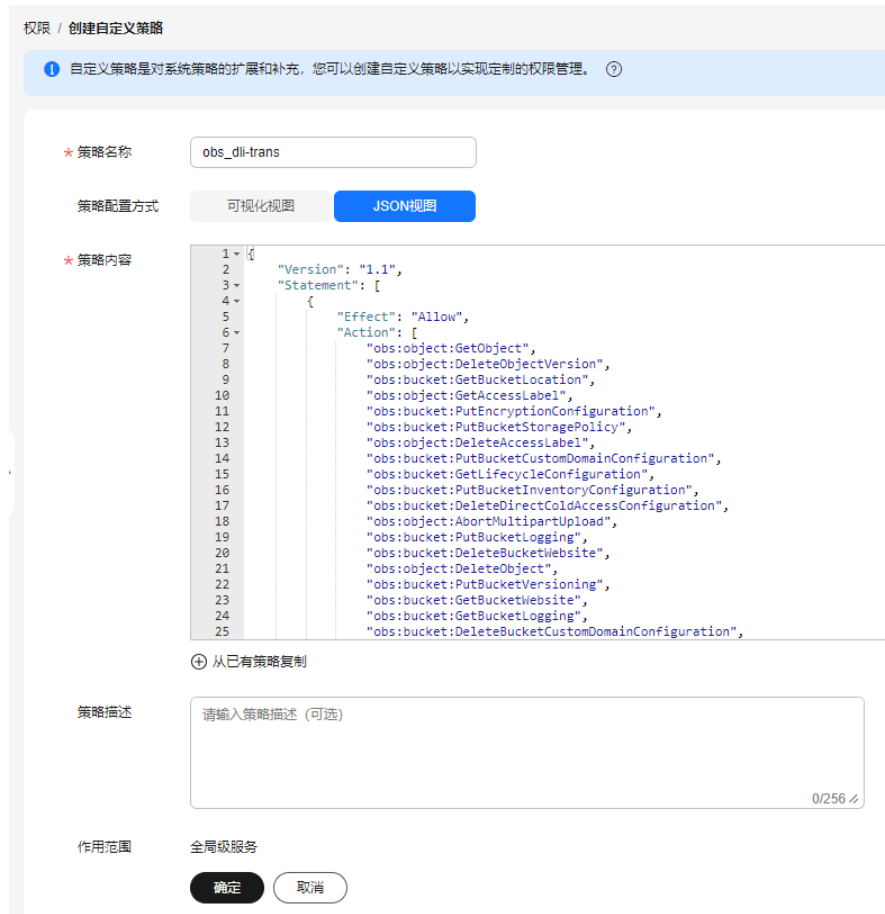 权限 / 创建自定义策略
自定义策略是对系统策略的扩展和补充，您可以创建自定义策略以实现定制的权限管理。
* 策略名称 obs_dli-trans
策略配置方式 可视化视图 JSON视图
* 策略内容
1 {
2 "Version": "1.1",
3 "Statement": [
4 {
5 "Effect": "Allow",
6 "Action": [
7 "obs:object:GetObject",
8 "obs:object:DeleteObjectVersion",
9 "obs:bucket:GetBucketLocation",
10 "obs:object:GetAccessLabel",
11 "obs:bucket:PutEncryptionConfiguration",
12 "obs:bucket:PutBucketStoragePolicy",
13 "obs:object:DeleteAccessLabel",
14 "obs:bucket:PutBucketCustomDomainConfiguration",
15 "obs:bucket:GetLifecycleConfiguration",
16 "obs:bucket:PutBucketInventoryConfiguration",
17 "obs:bucket:DeleteDirectColdAccessConfiguration",
18 "obs:object:AbortMultipartUpload",
19 "obs:bucket:PutBucketLogging",
20 "obs:bucket:DeleteBucketWebsite",
21 "obs:object:DeleteObject",
22 "obs:bucket:PutBucketVersioning",
23 "obs:bucket:GetBucketWebsite",
24 "obs:bucket:GetBucketLogging",
25 "obs:bucket:DeleteBucketCustomDomainConfiguration",
从已有策略复制
策略描述 请输入策略描述（可选）
0/256
作用范围 全局级服务
确定 取消